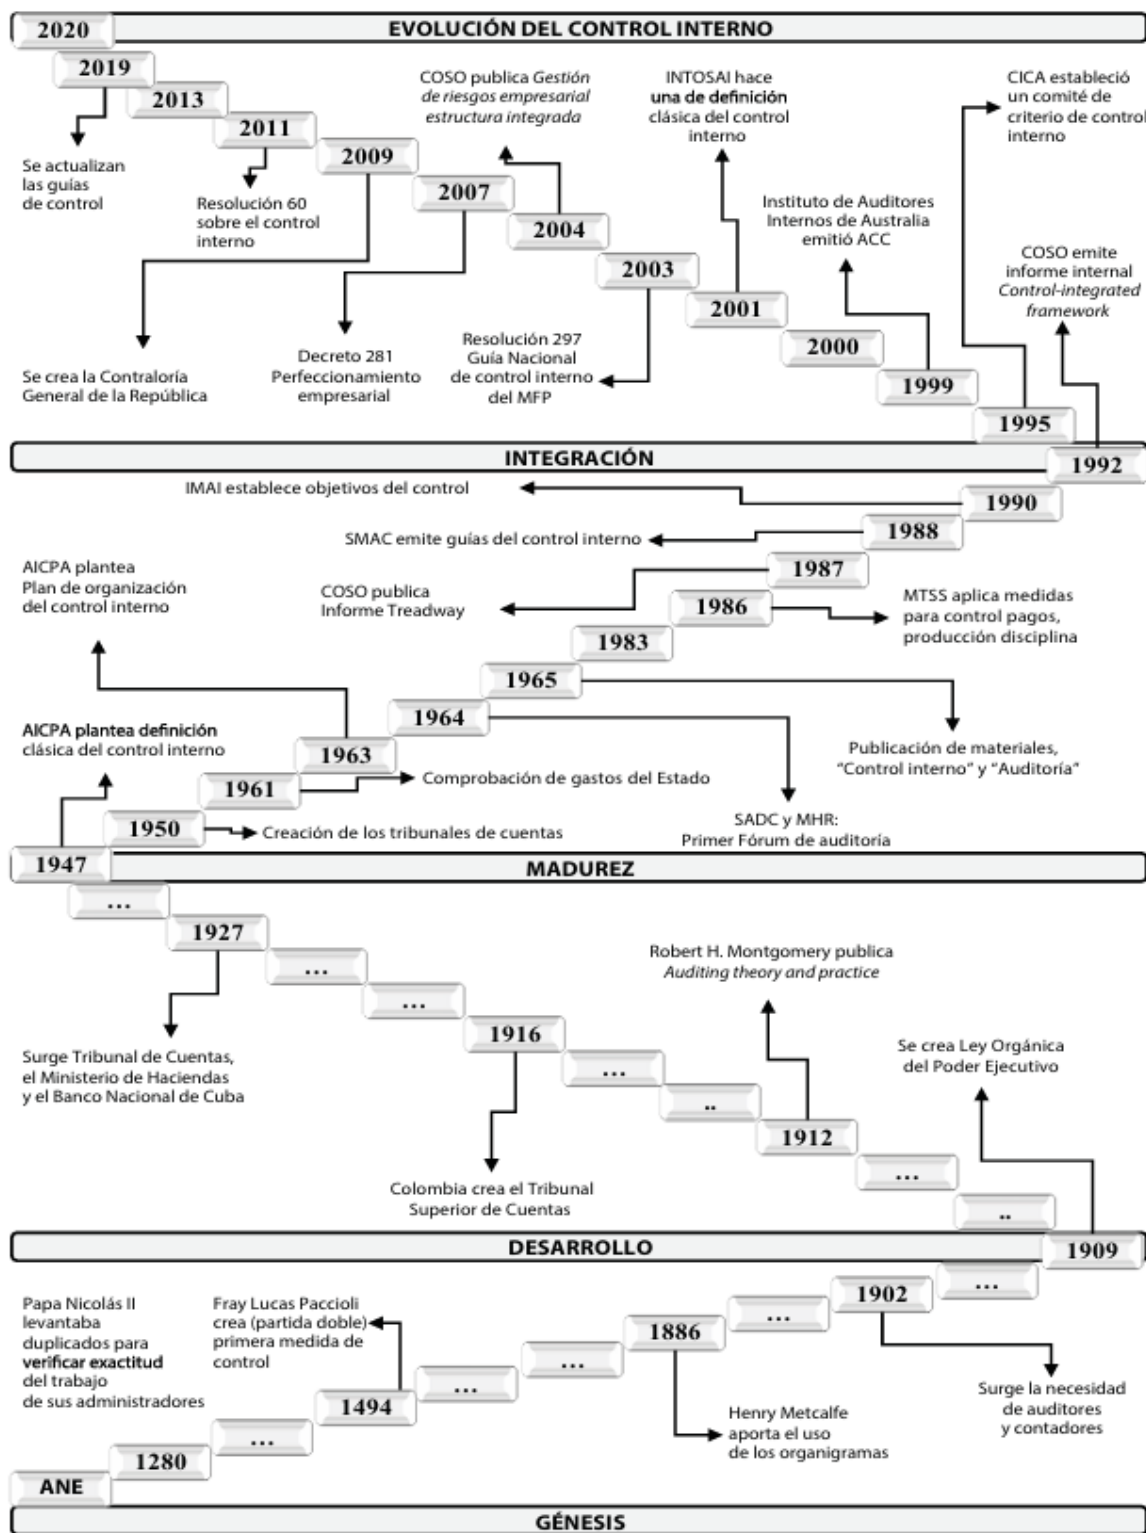 2020
EVOLUCIÓN DEL CONTROL INTERNO
2019
2013
2011
2009
2007
2004
2003
2001
2000
1999
1995
1992
Se actualizan
las guías
de control
Resolución 60
sobre el control
interno
Se crea la Contraloría
General de la República
COSO publica Gestión
de riesgos empresarial
estructura integrada
Decreto 281
Perfeccionamiento
empresarial
Resolución 297
Guía Nacional
de control interno
del MFP
INTOSAI hace
una de definición
clásica del control
interno
Instituto de Auditores
Internos de Australia
emitió ACC
CICA estableció
un comité de
criterio de control
interno
COSO emite
informe internal
Control-integrated
framework
INTEGRACIÓN
IMAI establece objetivos del control
1990
SMAC emite guías del control interno
1988
COSO publica
Informe Treadway
1987
1986
MTSS aplica medidas
para control pagos,
producción disciplina
1983
1965
Publicación de materiales,
"Control interno" y "Auditoría"
1964
SADC y MHR:
Primer Fórum de auditoría
AICPA plantea
Plan de organización
del control interno
1963
1961
Comprobación de gastos del Estado
AICPA plantea definición
clásica del control interno
1950
Creación de los tribunales de cuentas
1947
MADUREZ
...
1927
...
...
1916
...
..
1912
...
..
1909
Surge Tribunal de Cuentas,
el Ministerio de Haciendas
y el Banco Nacional de Cuba
Colombia crea el Tribunal
Superior de Cuentas
Robert H. Montgomery publica
Auditing theory and practice
Se crea Ley Orgánica
del Poder Ejecutivo
DESARROLLO
...
1902
...
1886
...
...
1494
...
1280
ANE
Papa Nicolás II
levantaba
duplicados para
verificar exactitud
del trabajo
de sus administradores
Fray Lucas Paccioli
crea (partida doble)
primera medida de
control
Henry Metcalfe
aporta el uso
de los organigramas
Surge la necesidad
de auditores
y contadores
GÉNESIS